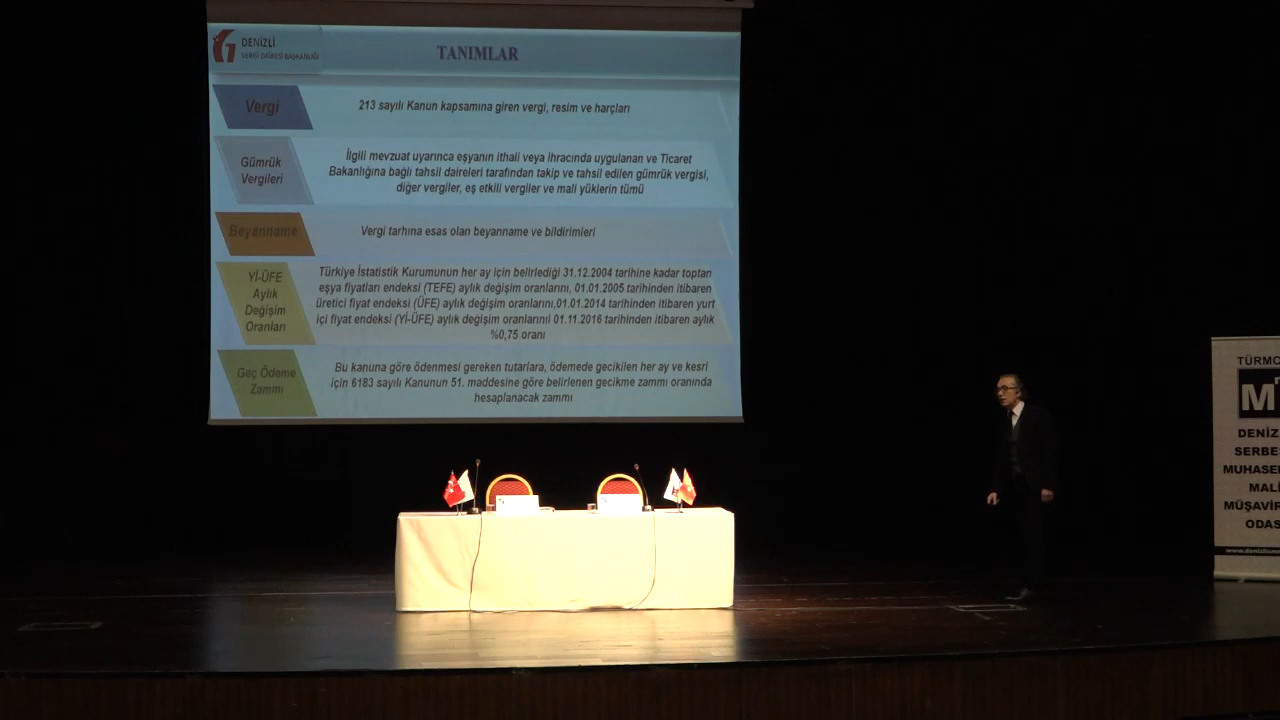 DENİZLİ
VERGİ DAİRESİ BAŞKANLIĞI
TANIMLAR
Vergi
213 sayılı Kanun kapsamına giren vergi, resim ve harçları
Gümrük
Vergileri
İlgili mevzuat uyarınca eşyanın ithali veya ihracında uygulanan ve Ticaret
Bakanlığına bağlı tahsil daireleri tarafından takip ve tahsil edilen gümrük vergisi,
diğer vergiler, eş etkili vergiler ve mali yüklerin tümü
Beyanname
Vergi tarhına esas olan beyanname ve bildirimleri
Yİ-ÜFE
Aylık
Değişim
Oranları
Türkiye İstatistik Kurumunun her ay için belirlediği 31.12.2004 tarihine kadar toptan
eşya fiyatları endeksi (TEFE) aylık değişim oranlarını, 01.01.2005 tarihinden itibaren
üretici fiyat endeksi (ÜFE) aylık değişim oranlarını,01.01.2014 tarihinden itibaren yurt
içi fiyat endeksi (Yİ-ÜFE) aylık değişim oranlarınıi 01.11.2016 tarihinden itibaren aylık
%0,75 oranı
Geç Ödeme
Zammı
Bu kanuna göre ödenmesi gereken tutarlara, ödemede gecikilen her ay ve kesri
için 6183 sayılı Kanunun 51. maddesine göre belirlenen gecikme zammı oranında
hesaplanacak zammı
TÜRMO
M
DENİZ
SERBE
MUHASE
MALİ
MÜŞAVİR
ODAS
www.denizlism